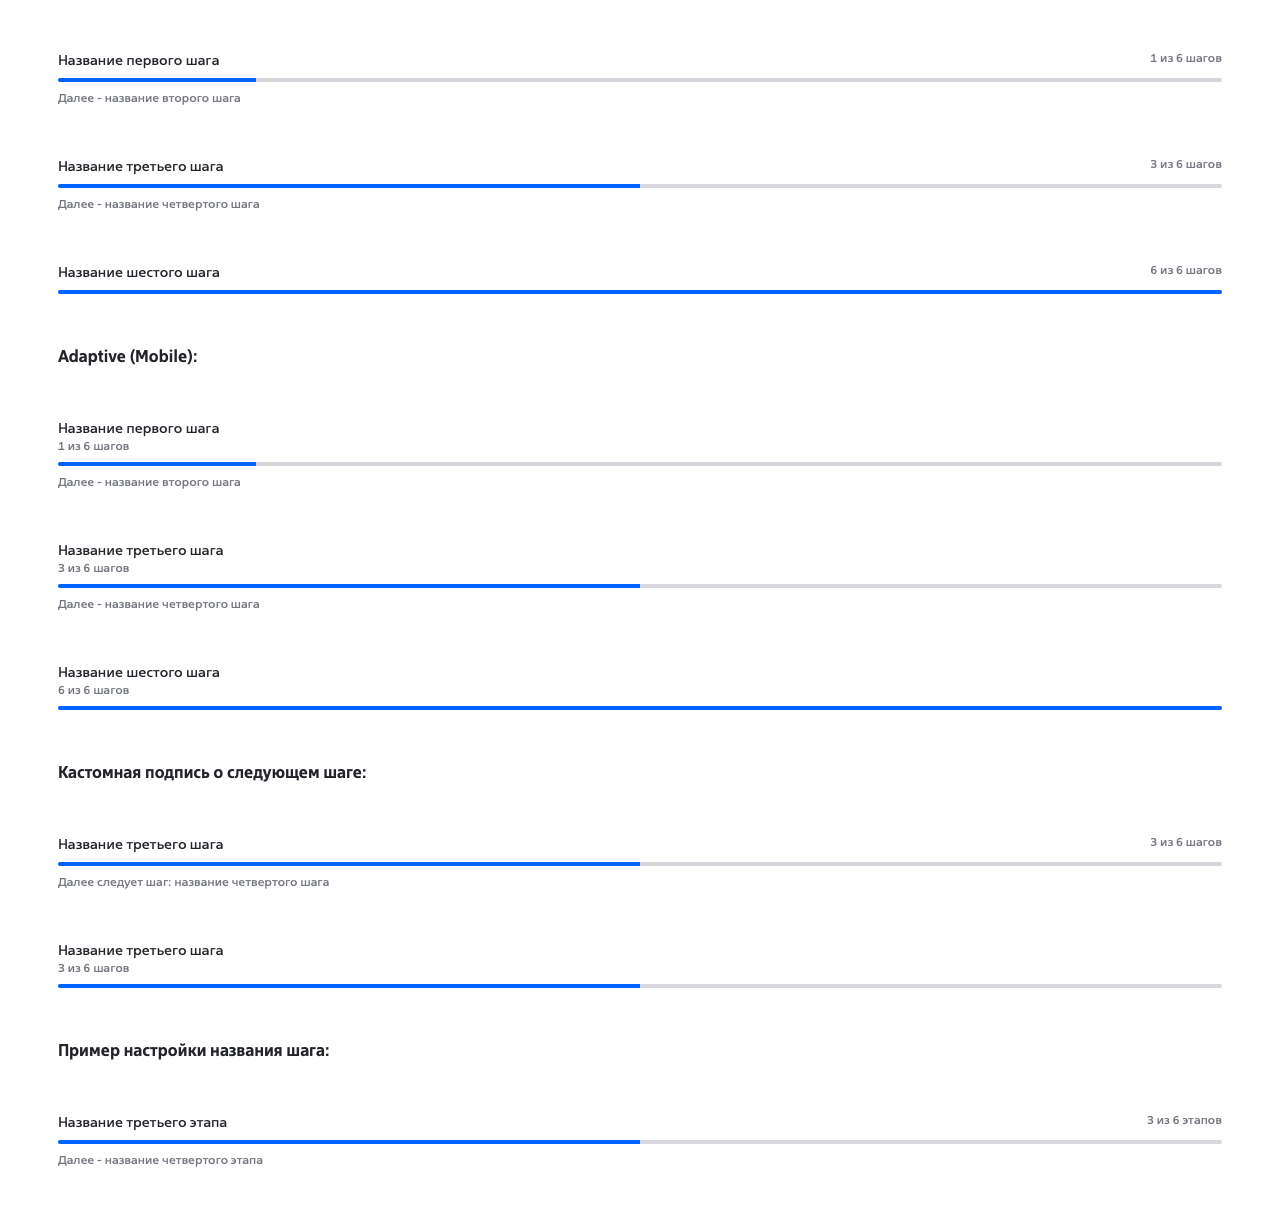 Название первого шага
1 из 6 шагов
Далее - название второго шага
Название третьего шага
3 из 6 шагов
Далее - название четвертого шага
Название шестого шага
6 из 6 шагов
Adaptive (Mobile):
Название первого шага
1 из 6 шагов
Далее - название второго шага
Название третьего шага
3 из 6 шагов
Далее - название четвертого шага
Название шестого шага
6 из 6 шагов
Кастомная подпись о следующем шаге:
Название третьего шага
3 из 6 шагов
Далее следует шаг: название четвертого шага
Название третьего шага
3 из 6 шагов
Пример настройки названия шага:
Название третьего этапа
3 из 6 этапов
Далее - название четвертого этапа